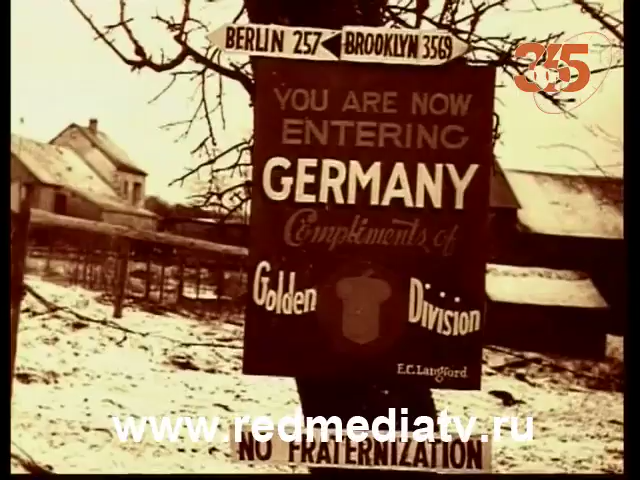 BERLIN 257
BROOKLYN 3569
365
YOU ARE NOW
ENTERING
GERMANY
Compliments of
Golden Division
E.C. Langford
www.redmediatv.ru
NO FRATERNIZATION